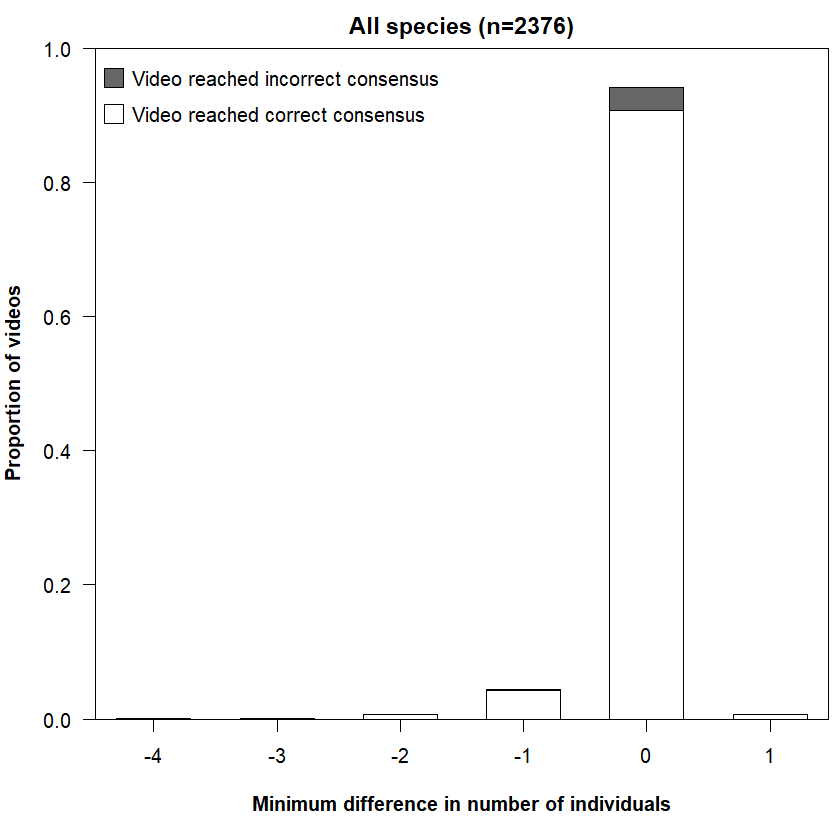 All species (n=2376)
1.0
Video reached incorrect consensus
Video reached correct consensus
0.8
0.6
0.4
0.2
0.0
Proportion of videos
-4 -3 -2 -1 0 1
Minimum difference in number of individuals